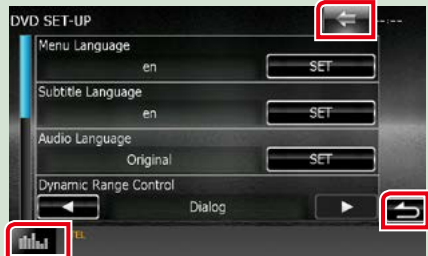 DVD SET-UP
--:--
Menu Language
en
SET
Subtitle Language
en
SET
Audio Language
Original
SET
Dynamic Range Control
Dialog
TEL